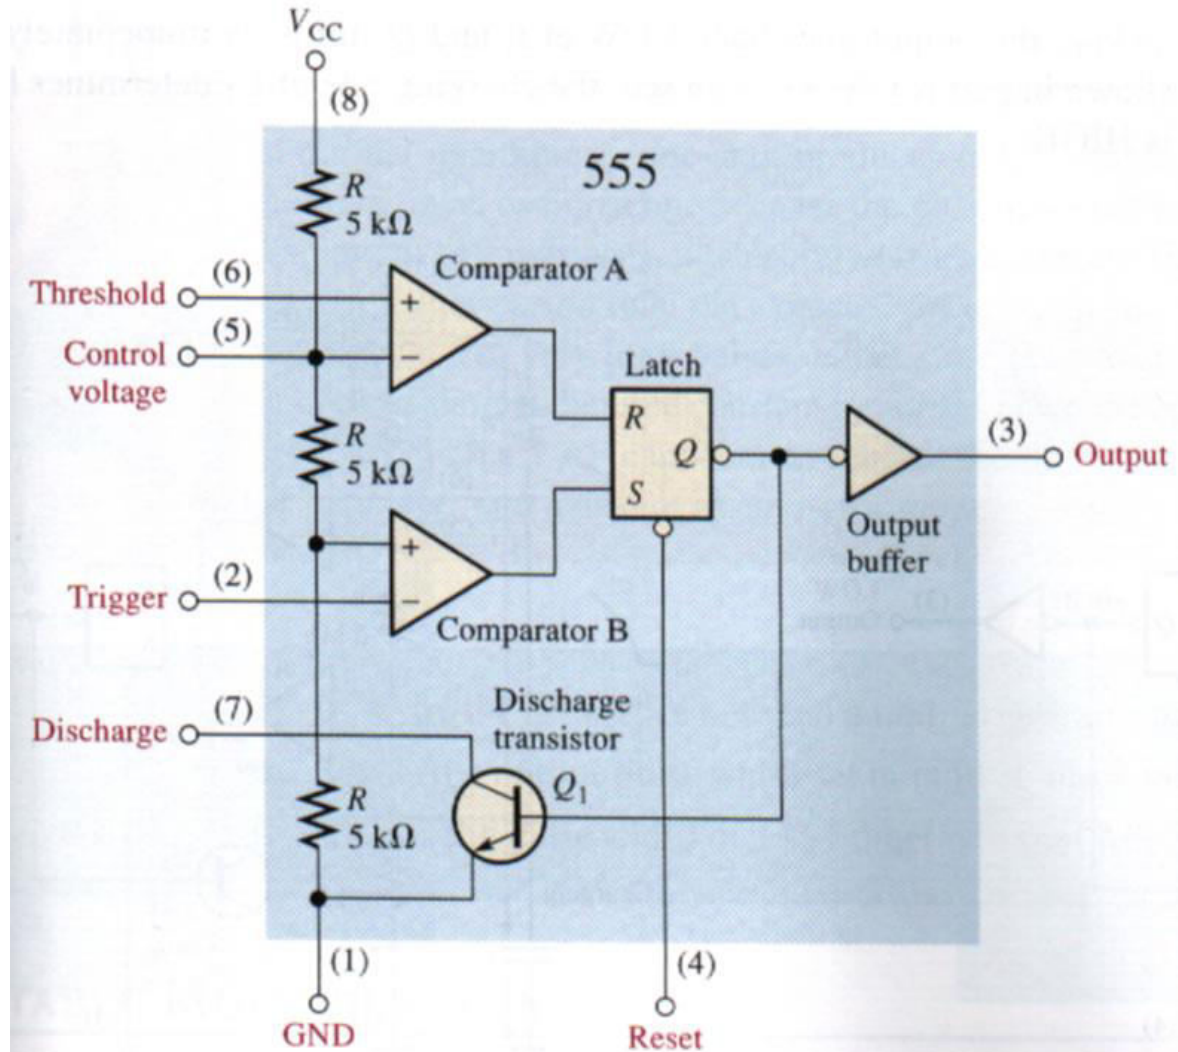 VCC
(8)
555
R
5 kΩ
Comparator A
Threshold
(6)
+
Control
voltage
(5)
−
Latch
R
Q
S
(3)
Output
R
5 kΩ
Output
buffer
Trigger
(2)
+
−
Comparator B
Discharge
(7)
Discharge
transistor
Q1
R
5 kΩ
(1)
(4)
GND
Reset